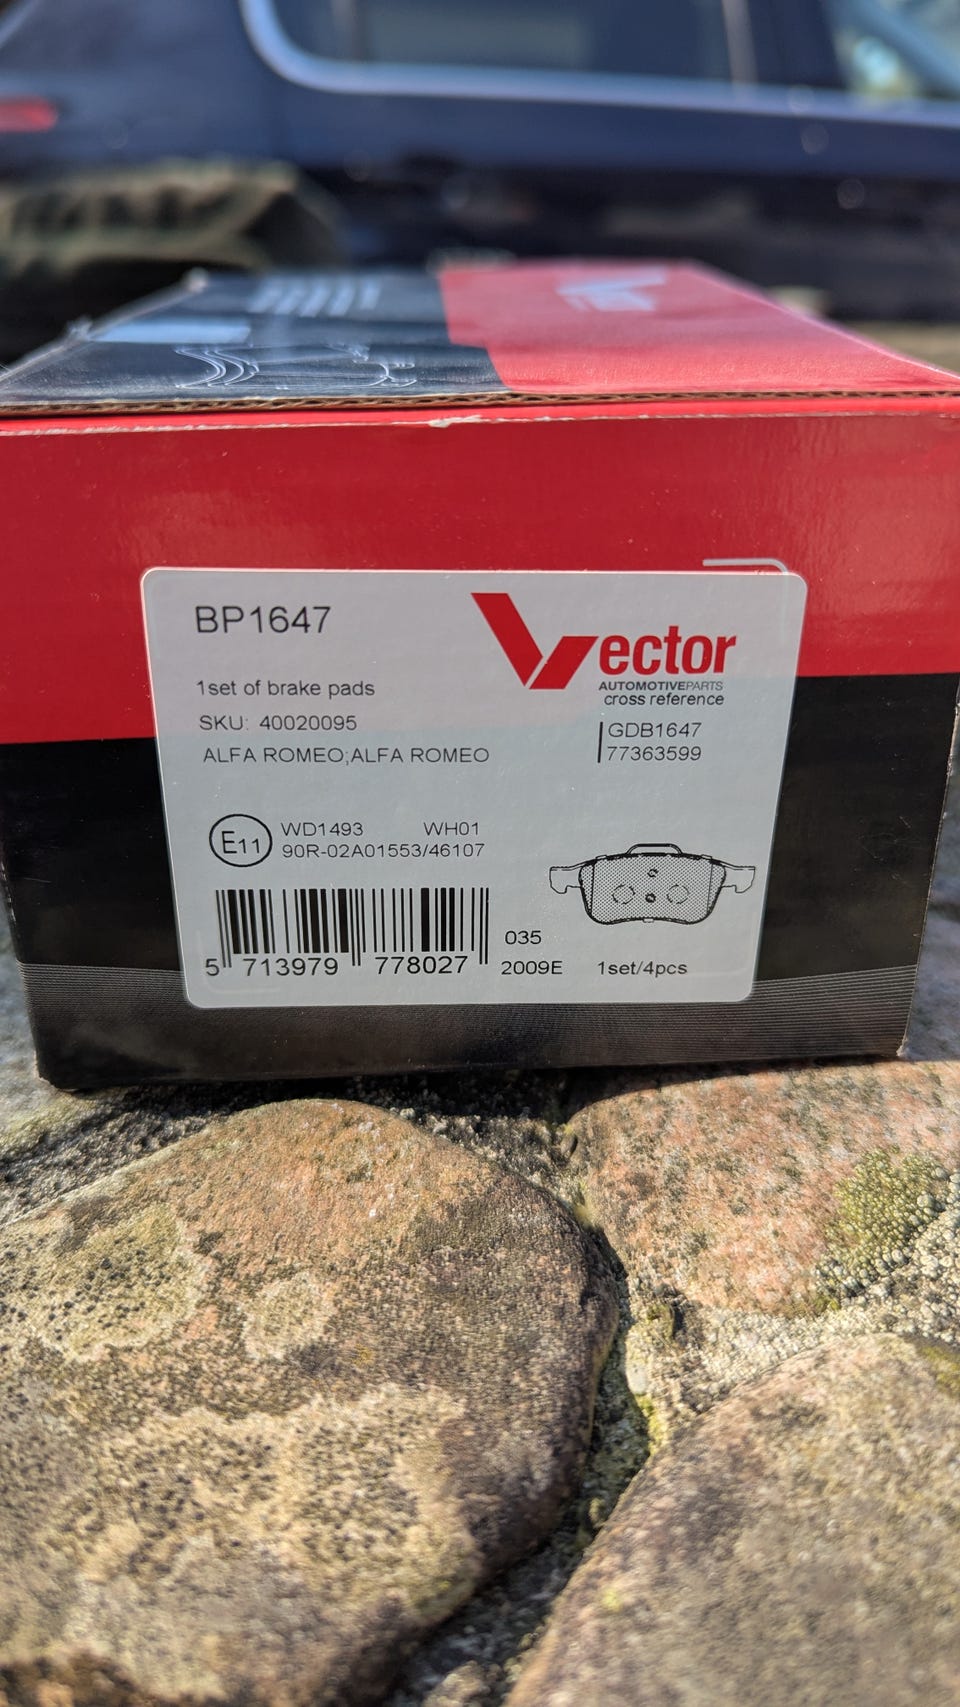 Vector
BP1647
Vector
AUTOMOTIVEPARTS
cross reference
1set of brake pads
SKU: 40020095
GDB1647
ALFA ROMEO;ALFA ROMEO
77363599
E11
WD1493 WH01
90R-02A01553/46107
035
5 713979 778027
2009E 1set/4pcs